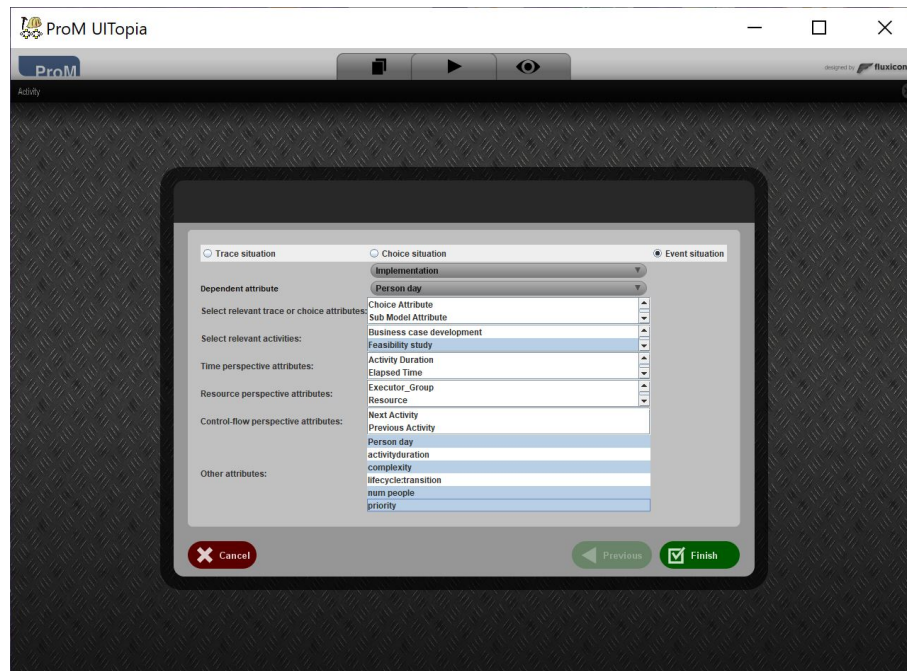 ProM UITopia
ProM
designed by fluxicon
Activity
Trace situation Choice situation Event situation
Implementation
Dependent attribute Person day
Select relevant trace or choice attributes: Choice Attribute
Sub Model Attribute
Select relevant activities: Business case development
Feasibility study
Time perspective attributes: Activity Duration
Elapsed Time
Resource perspective attributes: Executor_Group
Resource
Control-flow perspective attributes: Next Activity
Previous Activity
Other attributes: Person day
activityduration
complexity
lifecycle:transition
num people
priority
Cancel Previous Finish